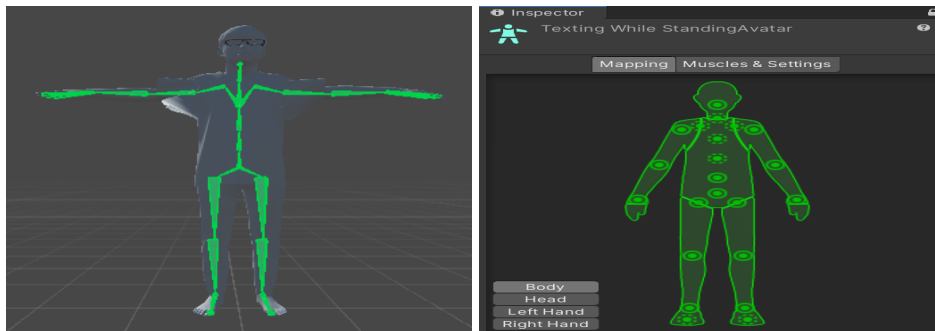 Inspector
Texting While StandingAvatar
Mapping Muscles & Settings
Body
Head
Left Hand
Right Hand